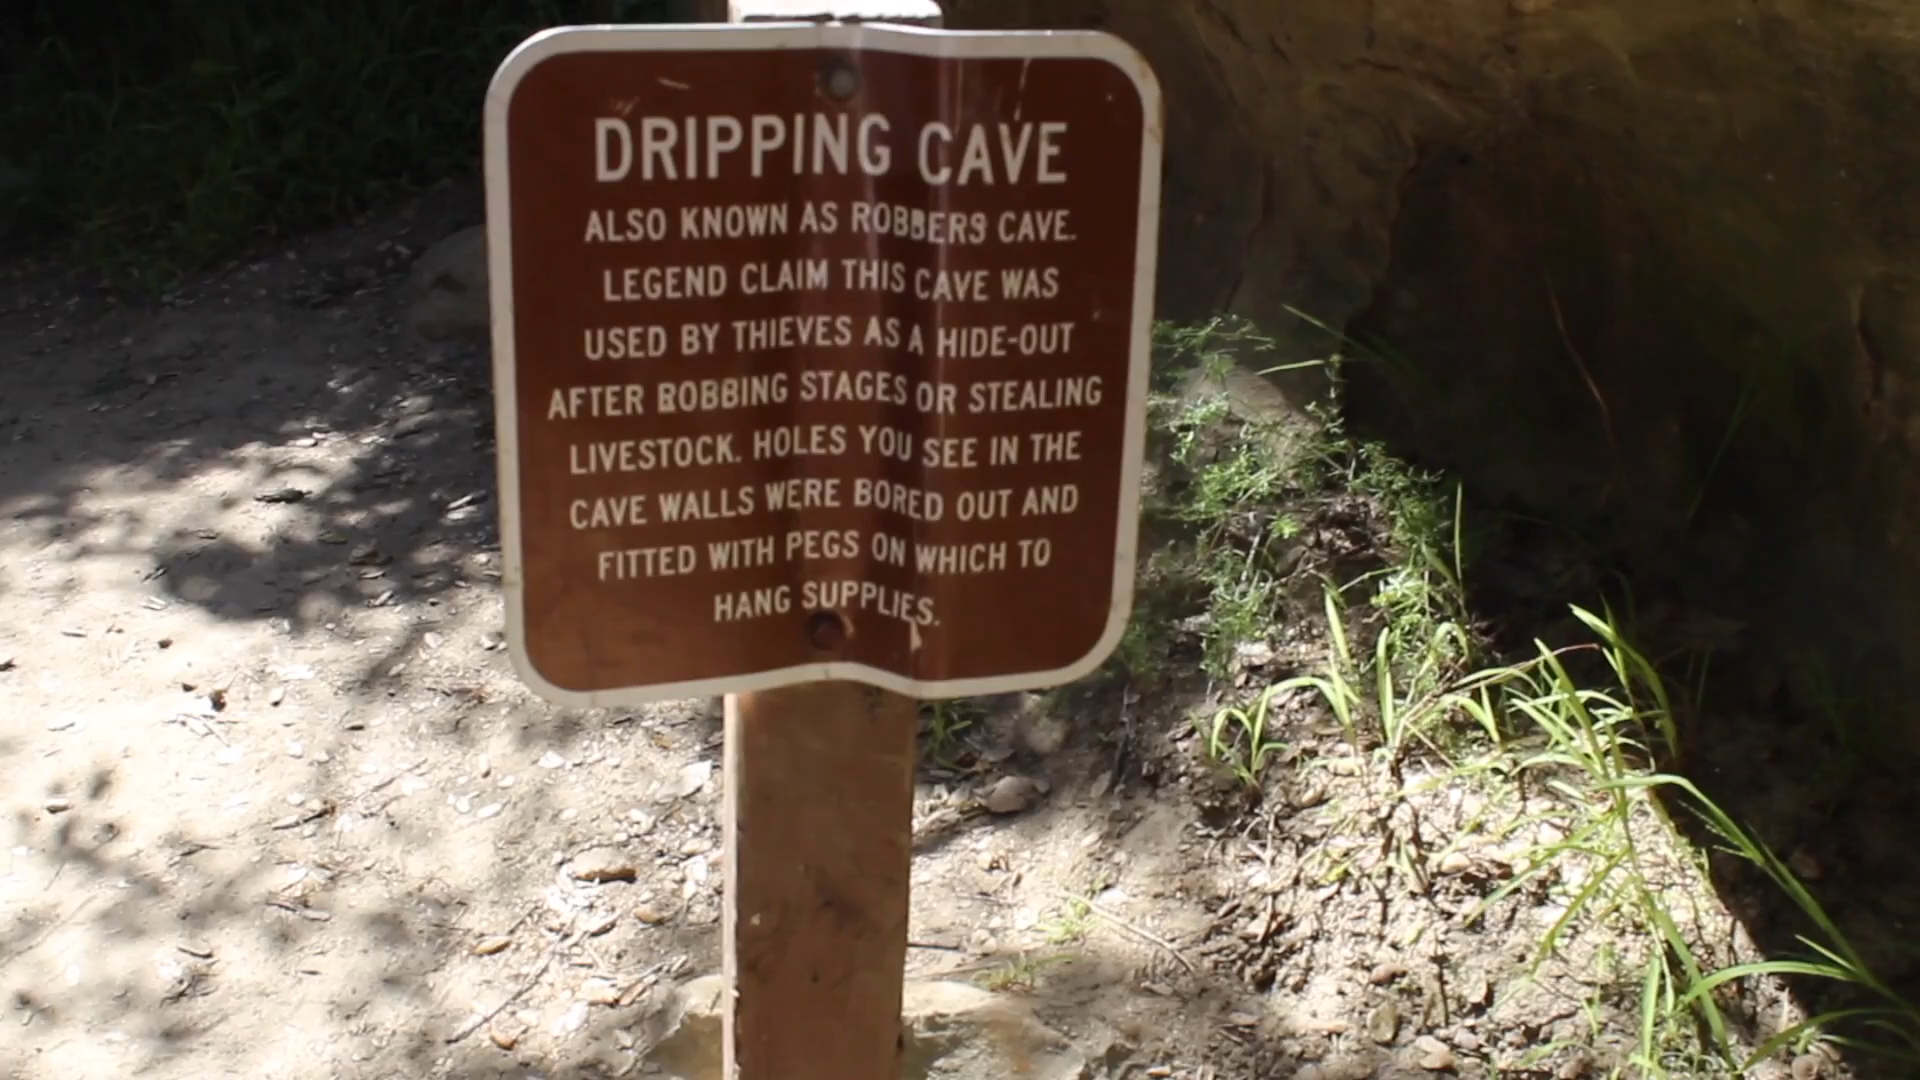 DRIPPING CAVE
ALSO KNOWN AS ROBBERS CAVE.
LEGEND CLAIM THIS CAVE WAS
USED BY THIEVES AS A HIDE-OUT
AFTER ROBBING STAGES OR STEALING
LIVESTOCK. HOLES YOU SEE IN THE
CAVE WALLS WERE BORED OUT AND
FITTED WITH PEGS ON WHICH TO
HANG SUPPLIES.